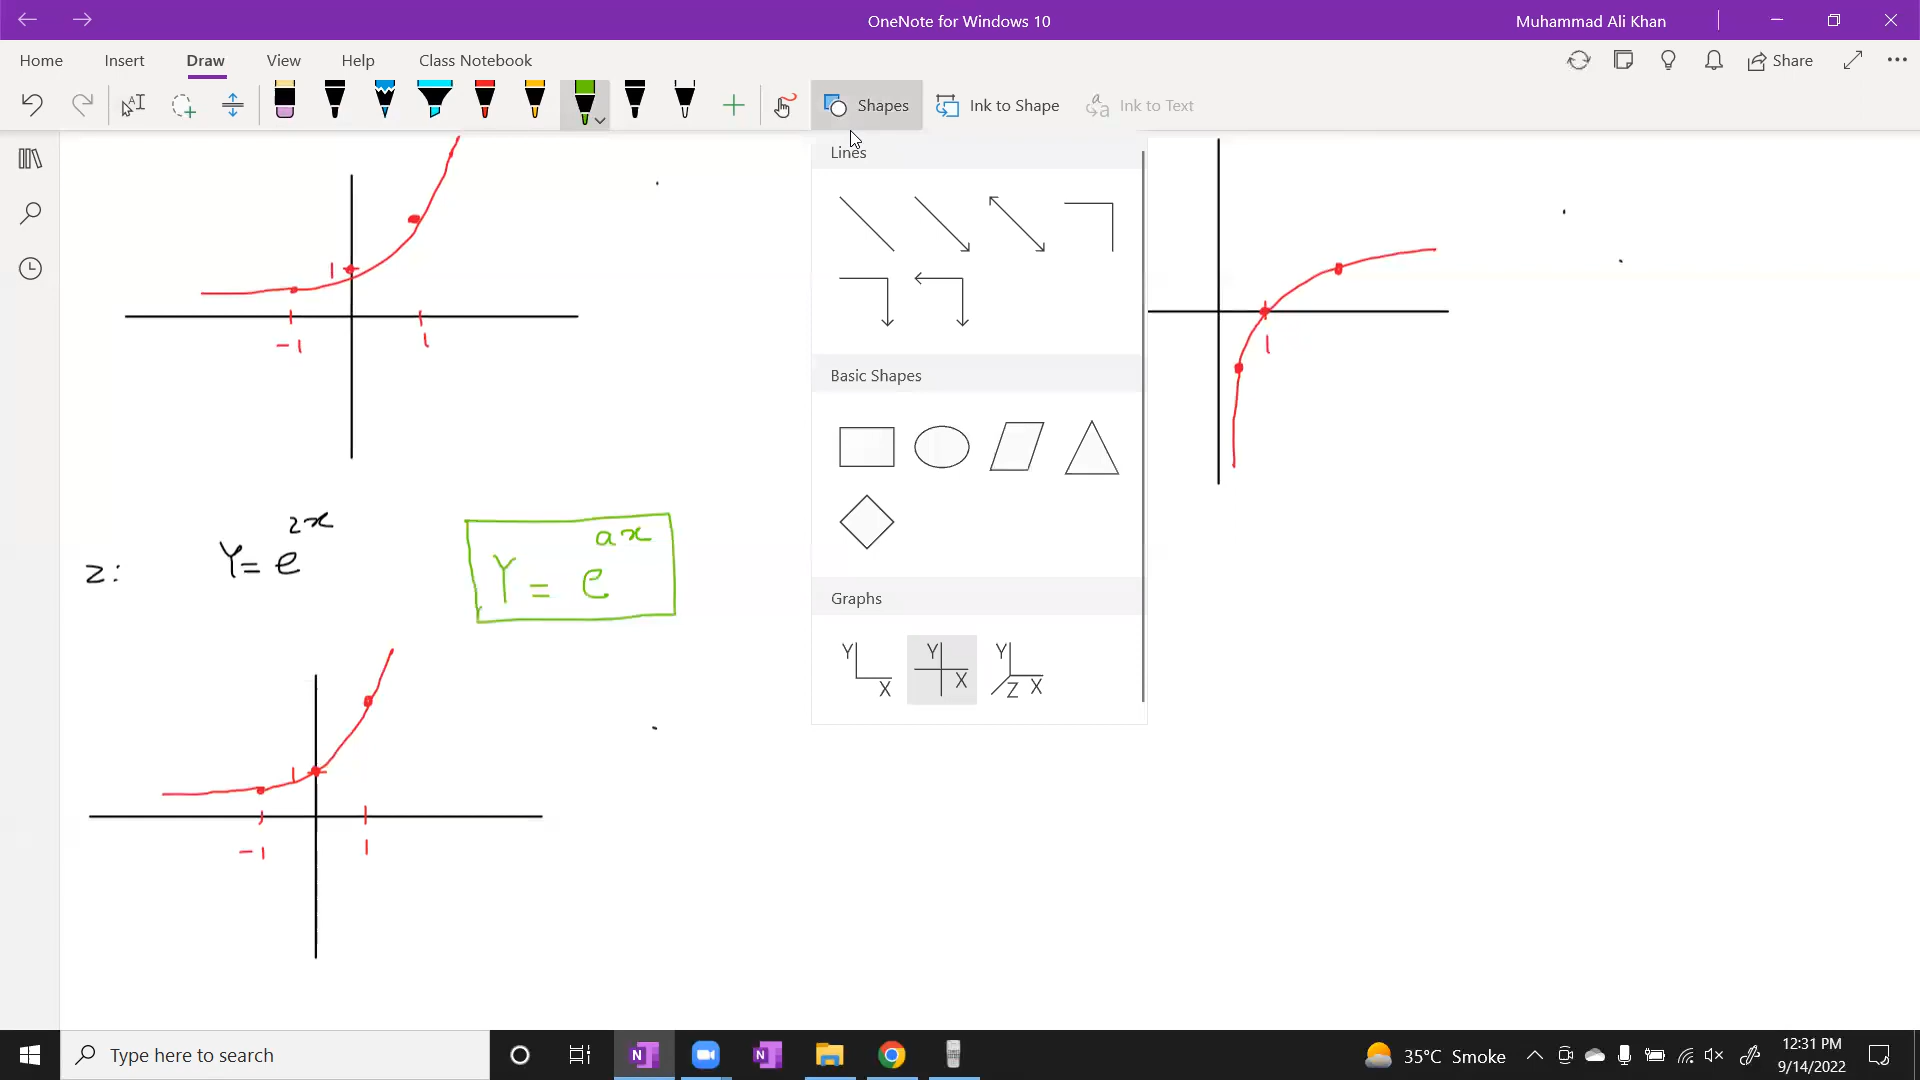 OneNote for Windows 10
Muhammad Ali Khan
Home
Insert
Draw
View
Help
Class Notebook
Share
Shapes
Ink to Shape
Ink to Text
Lines
Basic Shapes
Graphs
Y
X
Y
X
Y
Z
X
1
-1
1
1
2:
Y= e^2x
Y = e^ax
1
-1
1
Type here to search
35°C Smoke
12:31 PM
9/14/2022